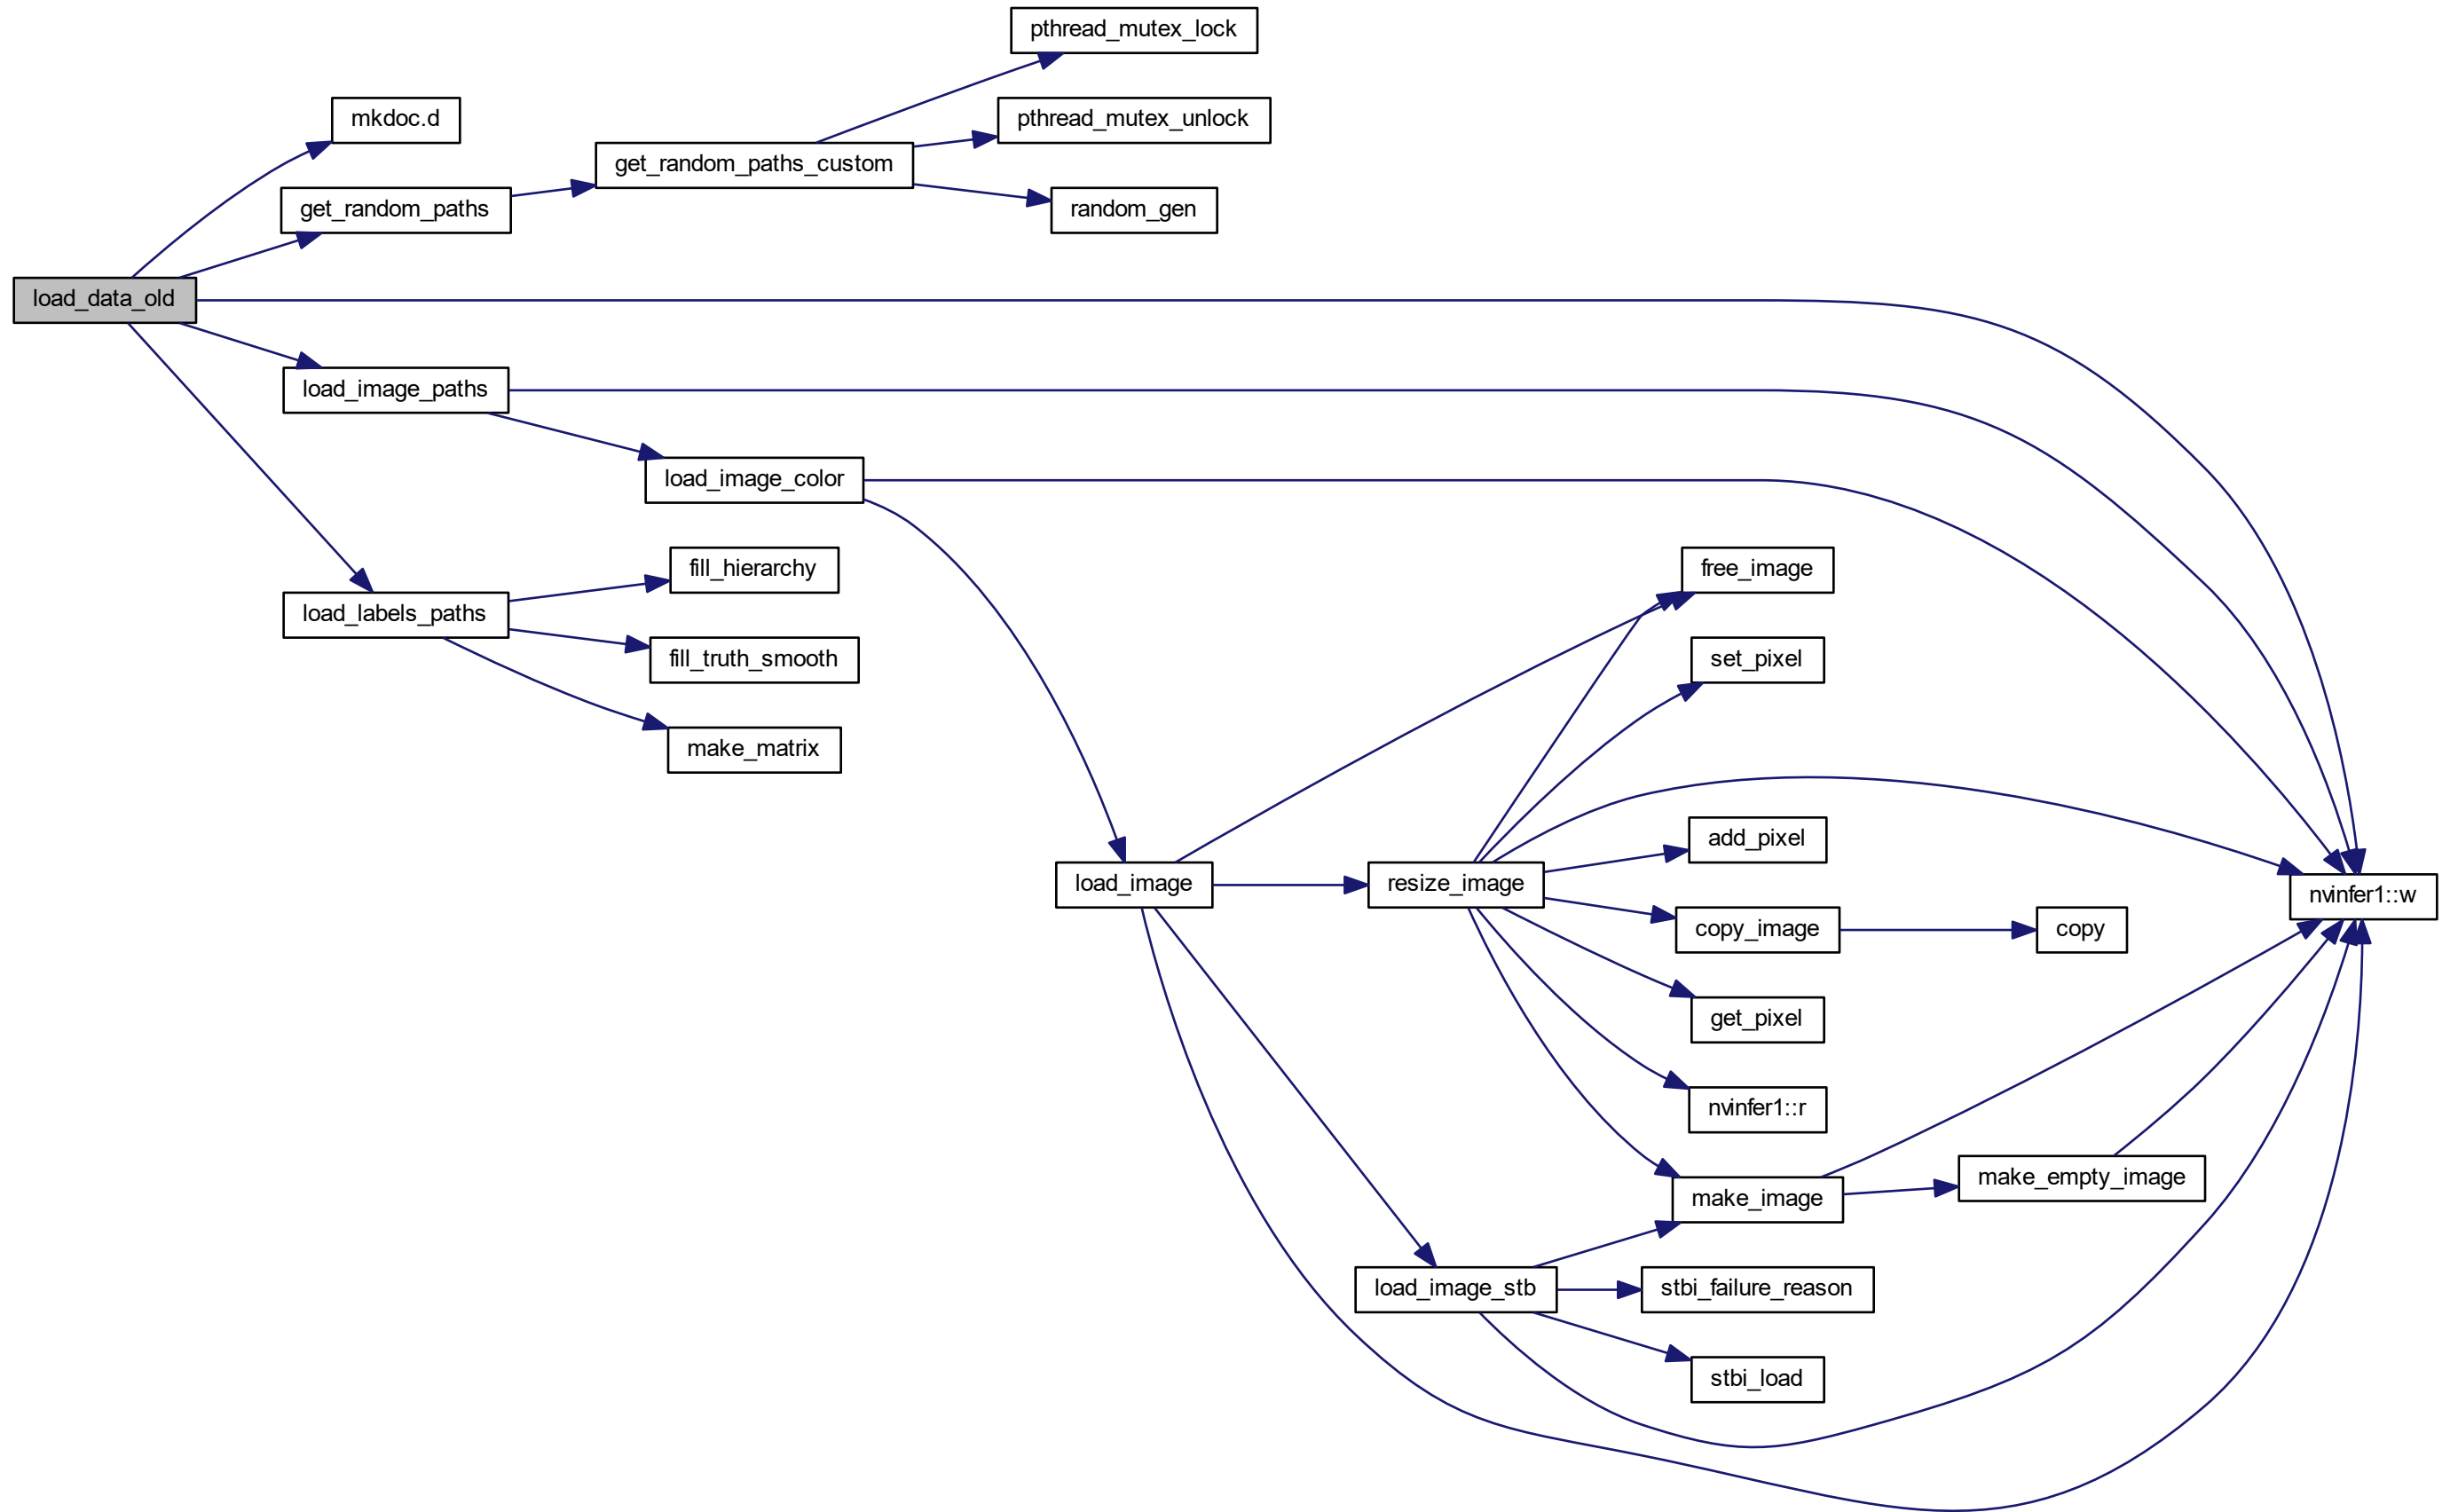 pthread_mutex_lock
mkdoc.d
pthread_mutex_unlock
get_random_paths_custom
get_random_paths
random_gen
load_data_old
load_image_paths
load_image_color
fill_hierarchy
free_image
load_labels_paths
fill_truth_smooth
set_pixel
make_matrix
add_pixel
load_image
resize_image
nvinfer1::w
copy_image
copy
get_pixel
nvinfer1::r
make_empty_image
make_image
load_image_stb
stbi_failure_reason
stbi_load